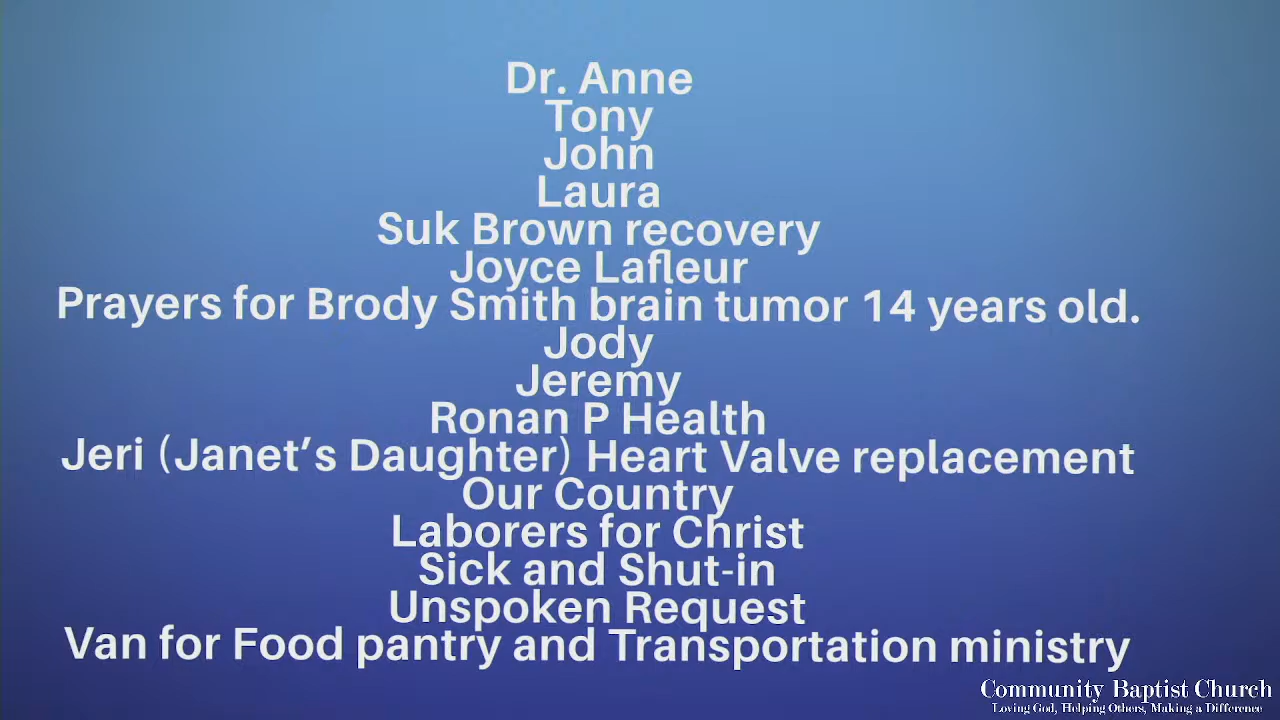 Dr. Anne
Tony
John
Laura
Suk Brown recovery
Joyce Lafleur
Prayers for Brody Smith brain tumor 14 years old.
Jody
Jeremy
Ronan P Health
Jeri (Janet’s Daughter) Heart Valve replacement
Our Country
Laborers for Christ
Sick and Shut-in
Unspoken Request
Van for Food pantry and Transportation ministry
Community Baptist Church
Loving God, Helping Others, Making a Difference